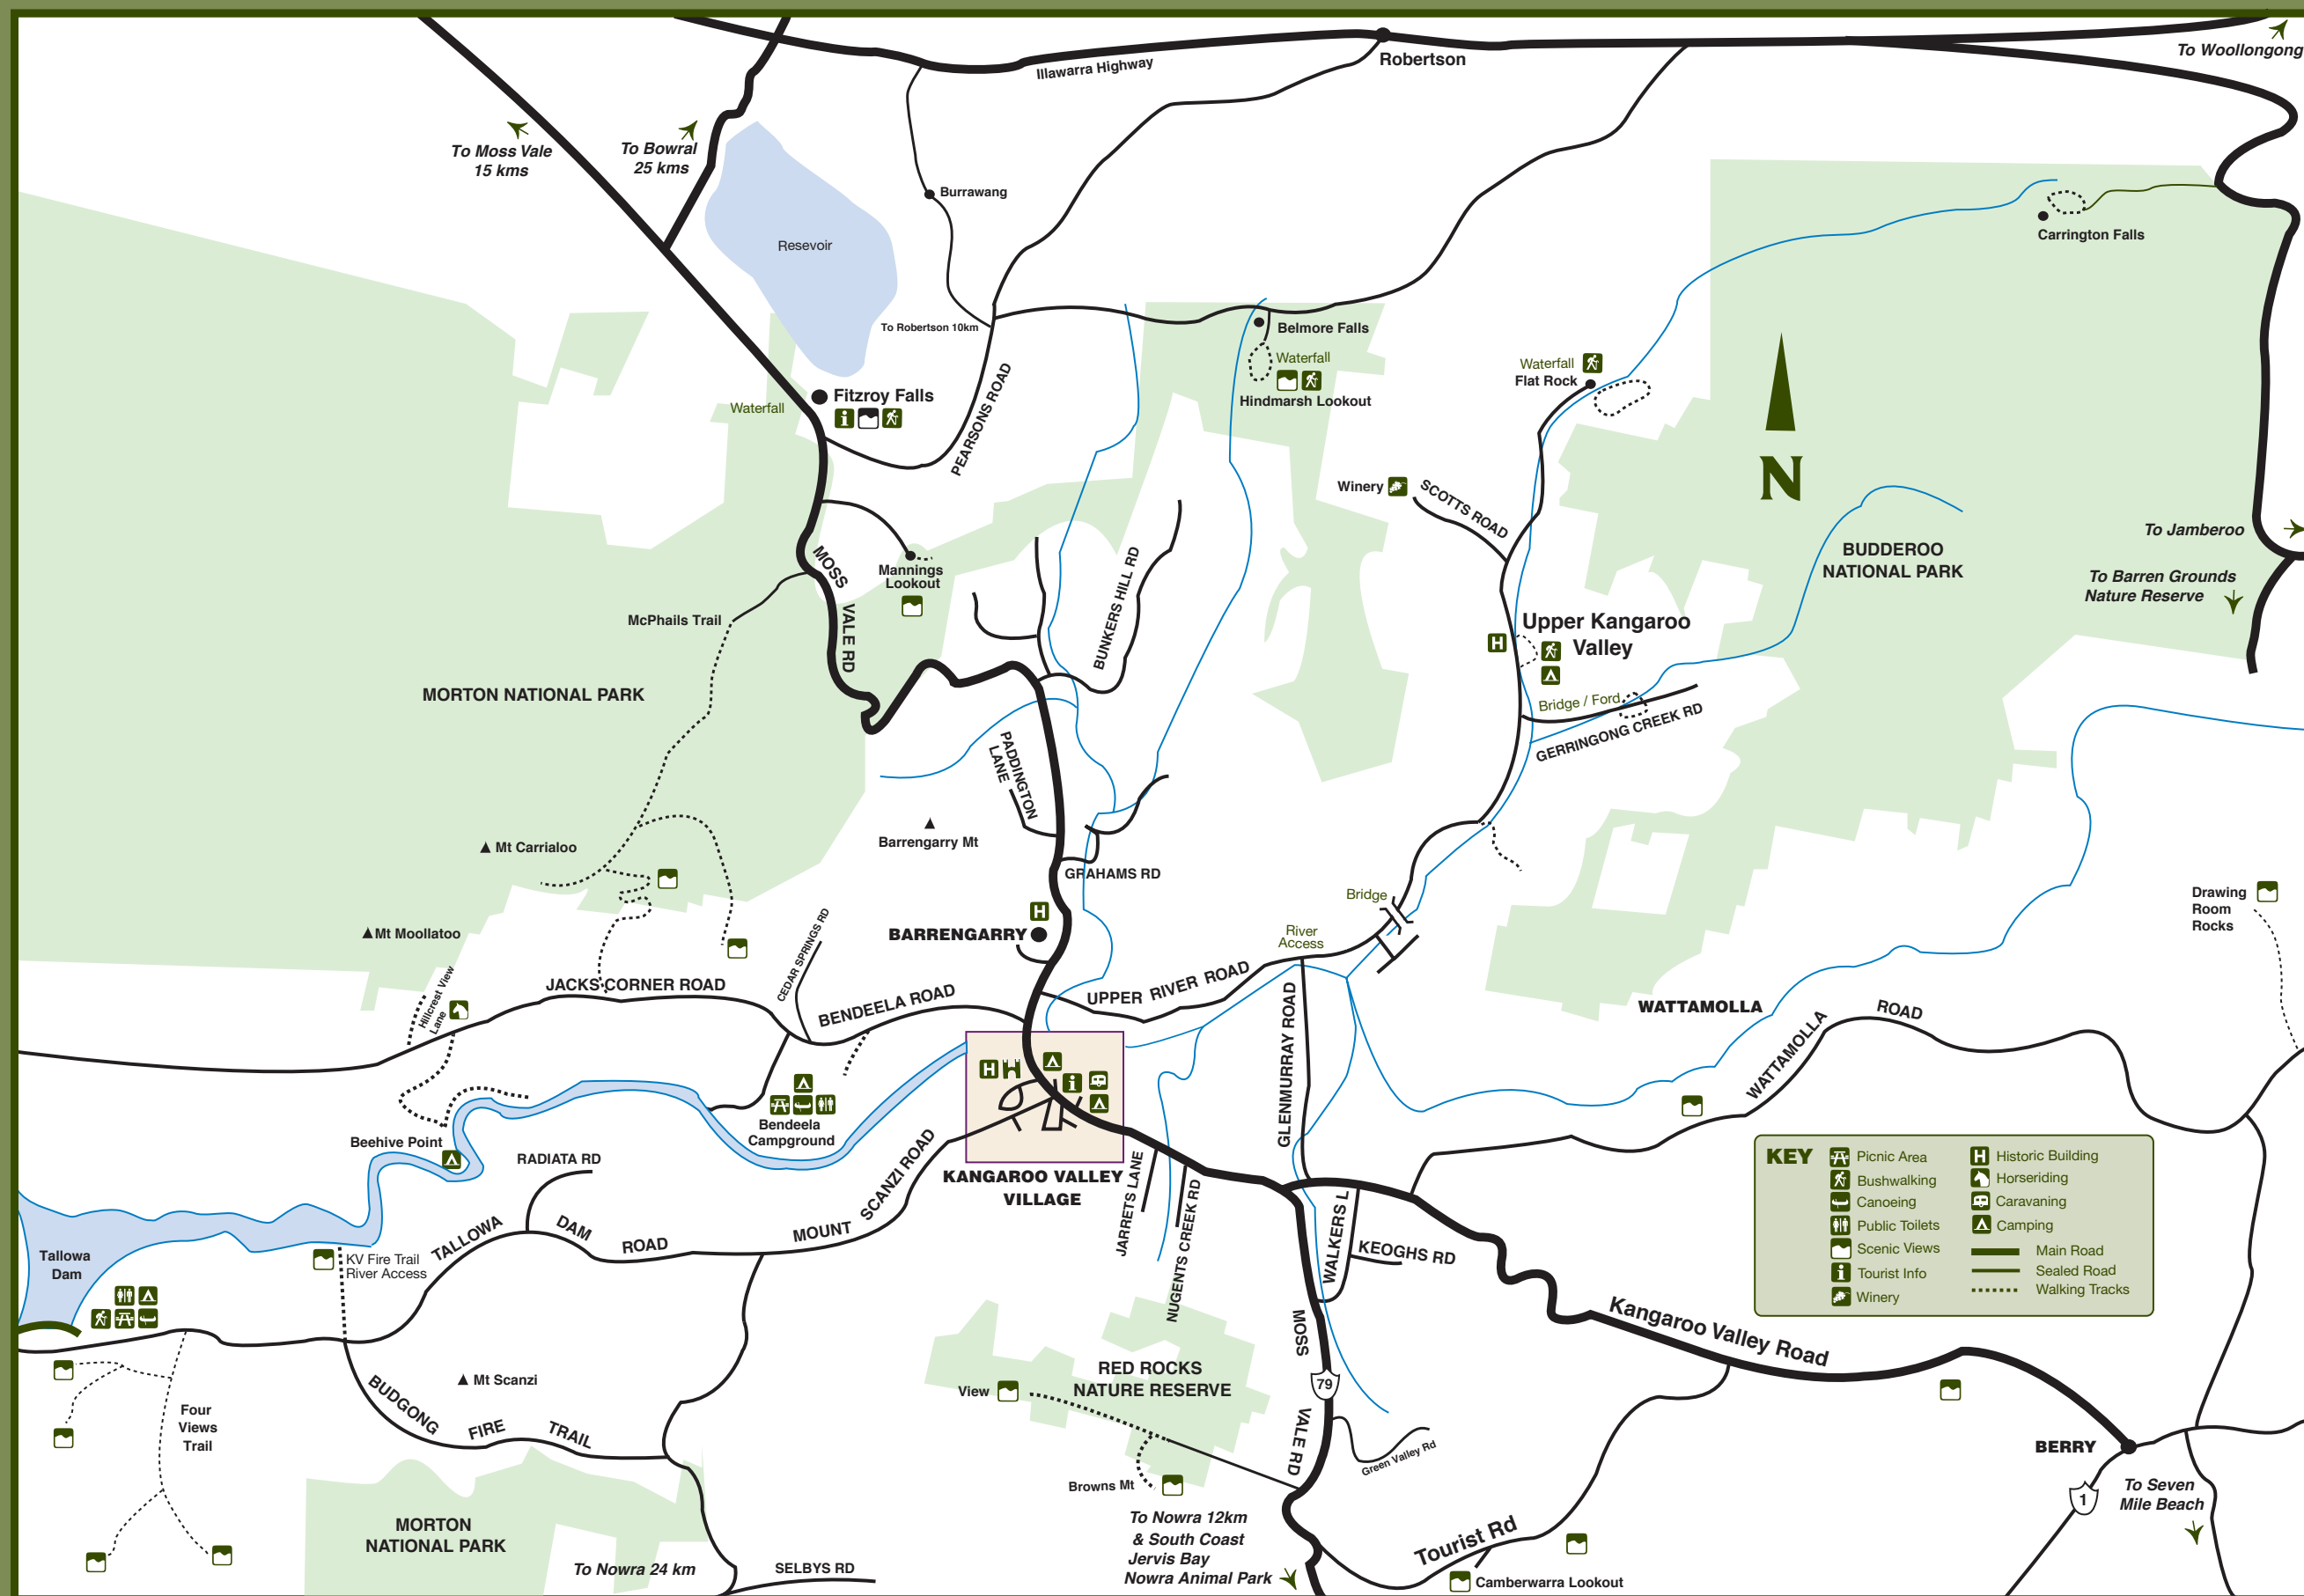 To Woollongong
Robertson
Illawarra Highway
To Moss Vale
15 kms
To Bowral
25 kms
Burrawang
Resevoir
Carrington Falls
To Robertson 10km
Belmore Falls
Waterfall
Hindmarsh Lookout
Waterfall
Flat Rock
Fitzroy Falls
Waterfall
PEARSONS ROAD
N
Winery
SCOTTS ROAD
To Jamberoo
BUDDEROO
NATIONAL PARK
To Barren Grounds
Nature Reserve
MOSS
VALE RD
Mannings
Lookout
McPhails Trail
BUNKERS HILL RD
H
Upper Kangaroo
Valley
MORTON NATIONAL PARK
Bridge / Ford
GERRINGONG CREEK RD
PADDINGTON
LANE
Barrengarry Mt
Mt Carrialoo
GRAHAMS RD
Bridge
Drawing
Room
Rocks
H
BARRENGARRY
Mt Moollatoo
River
Access
CEDAR SPRINGS RD
Hillcrest View
Lane
JACKS CORNER ROAD
BENDEELA ROAD
UPPER RIVER ROAD
WATTAMOLLA
WATTAMOLLA ROAD
GLENMURRAY ROAD
H
i
Bendeela
Campground
Beehive Point
RADIATA RD
KANGAROO VALLEY
VILLAGE
SCANZI ROAD
MOUNT
JARRETS LANE
NUGENTS CREEK RD
WALKERS L
KEOGHS RD
KEY
Picnic Area
Bushwalking
Canoeing
Public Toilets
Scenic Views
i Tourist Info
Winery
H Historic Building
Horseriding
Caravaning
Camping
Main Road
Sealed Road
Walking Tracks
Tallowa
Dam
KV Fire Trail
River Access
TALLOWA
DAM
ROAD
Kangaroo Valley Road
MOSS
79
VALE RD
RED ROCKS
NATURE RESERVE
View
Mt Scanzi
BUDGONG
FIRE
TRAIL
Four
Views
Trail
Green Valley Rd
BERRY
Browns Mt
1
To Seven
Mile Beach
To Nowra 12km
& South Coast
Jervis Bay
Nowra Animal Park
Tourist Rd
MORTON
NATIONAL PARK
To Nowra 24 km
SELBYS RD
Camberwarra Lookout